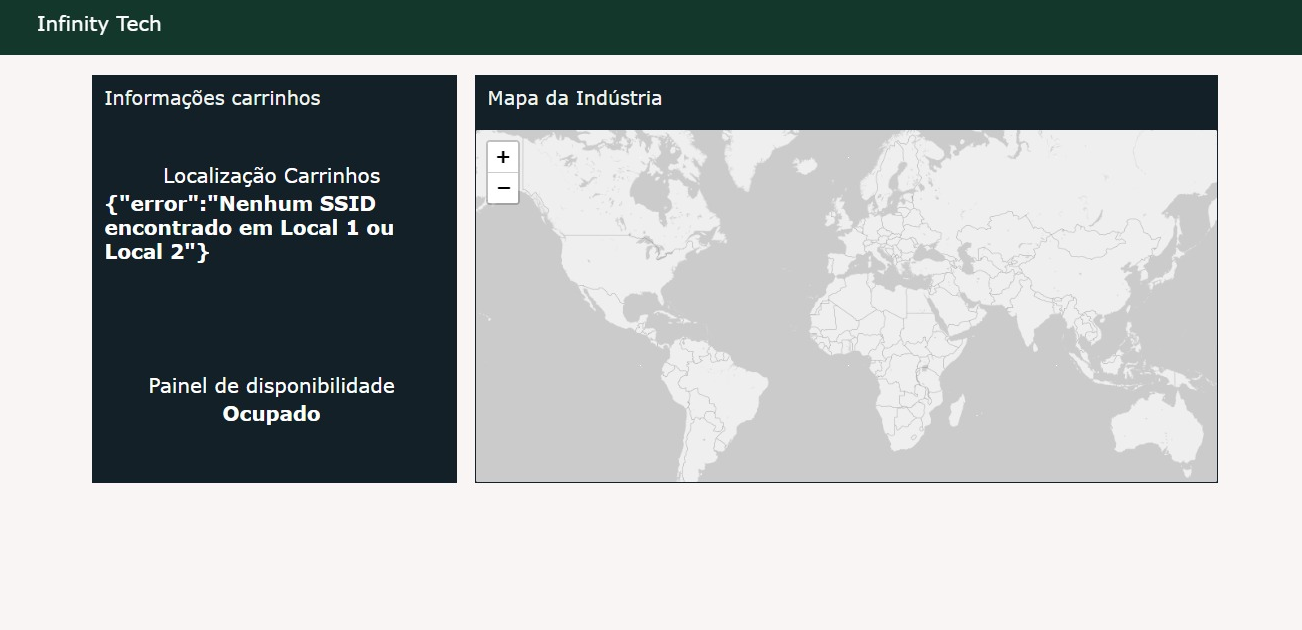 Infinity Tech
Informações carrinhos
Localização Carrinhos
{"error":"Nenhum SSID
encontrado em Local 1 ou
Local 2"}
Painel de disponibilidade
Ocupado
Mapa da Indústria
+
−